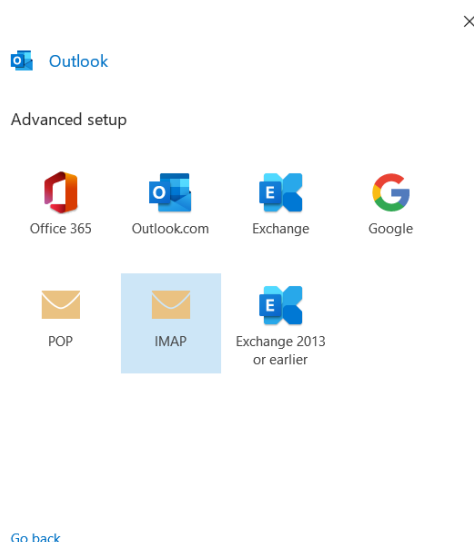 Outlook
Advanced setup
Office 365
Outlook.com
Exchange
Google
POP
IMAP
Exchange 2013
or earlier
Go back